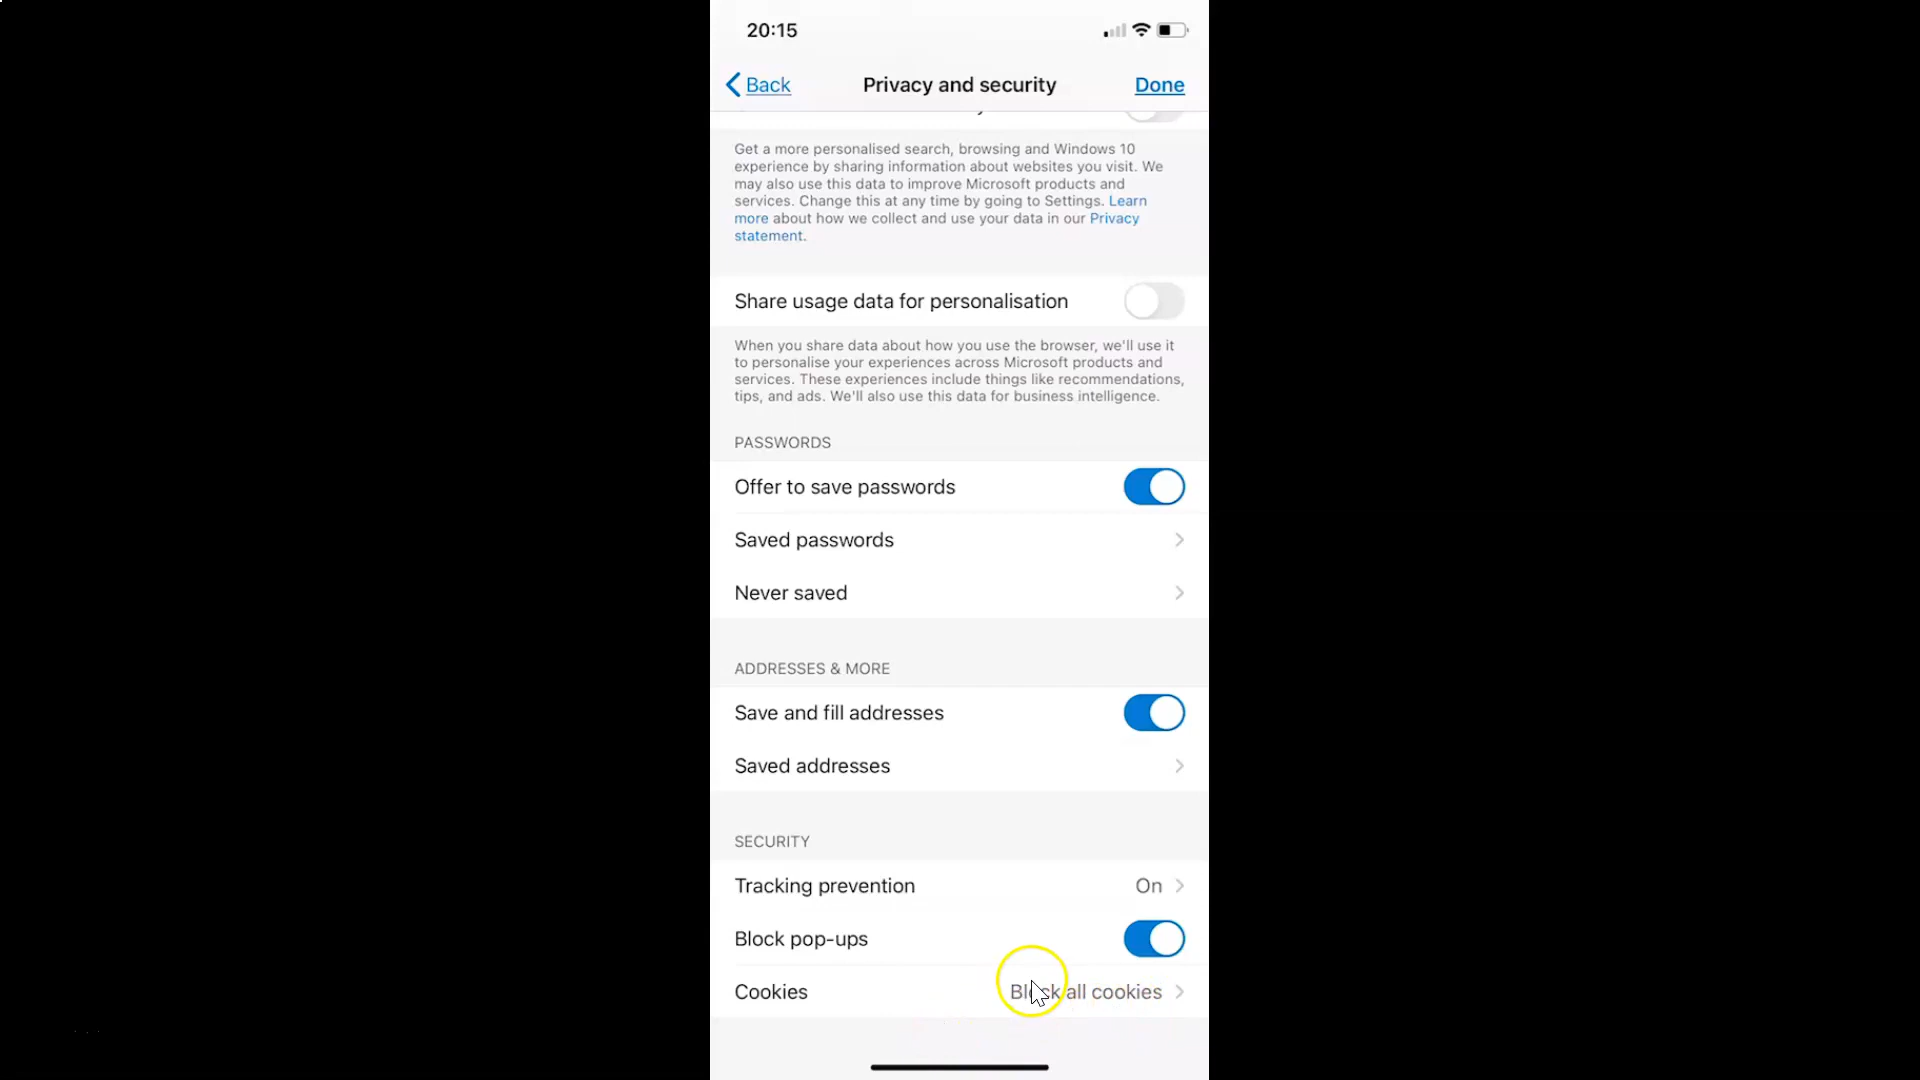 20:15
Back
Privacy and security
Done
Get a more personalised search, browsing and Windows 10
experience by sharing information about websites you visit. We
may also use this data to improve Microsoft products and
services. Change this at any time by going to Settings. Learn
more about how we collect and use your data in our Privacy
statement.
Share usage data for personalisation
When you share data about how you use the browser, we'll use it
to personalise your experiences across Microsoft products and
services. These experiences include things like recommendations,
tips, and ads. We'll also use this data for business intelligence.
PASSWORDS
Offer to save passwords
Saved passwords
Never saved
ADDRESSES & MORE
Save and fill addresses
Saved addresses
SECURITY
Tracking prevention On
Block pop-ups
Cookies Block all cookies